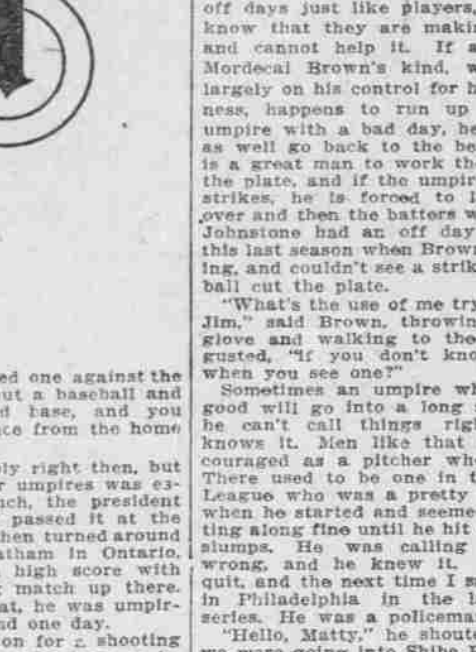 ed one against the
ut a baseball and
d base, and you
ce from the home
ly right then, but
r umpires was es-
nch, the president
passed it at the
hen turned around
atham in Ontario,
high score with
match up there.
at, he was umpir-
nd one day.
on for a shooting
off days just like players,
know that they are makin
and cannot help it. If a
Mordecai Brown's kind, w
largely on his control for h
ness, happens to run up
umpire with a bad day, he
as well go back to the be
is a great man to work the
the plate, and if the umpir
strikes, he is forced to l
over and then the batters w
Johnstone had an off day
this last season when Brown
ing, and couldn't see a strik
ball cut the plate.
"What's the use of me try
Jim," said Brown, throwin
glove and walking to the
gusted, "if you don't kno
when you see one?"
Sometimes an umpire wh
good will go into a long
he can't call things righ
knows it. Men like that
couraged as a pitcher whe
There used to be one in t
League who was a pretty
when he started and seeme
ting along fine until he hit
slumps. He was calling
wrong, and he knew it.
quit, and the next time I s
in Philadelphia in the l
series. He was a policema
"Hello, Matty," he shoute
we were going into Shibe